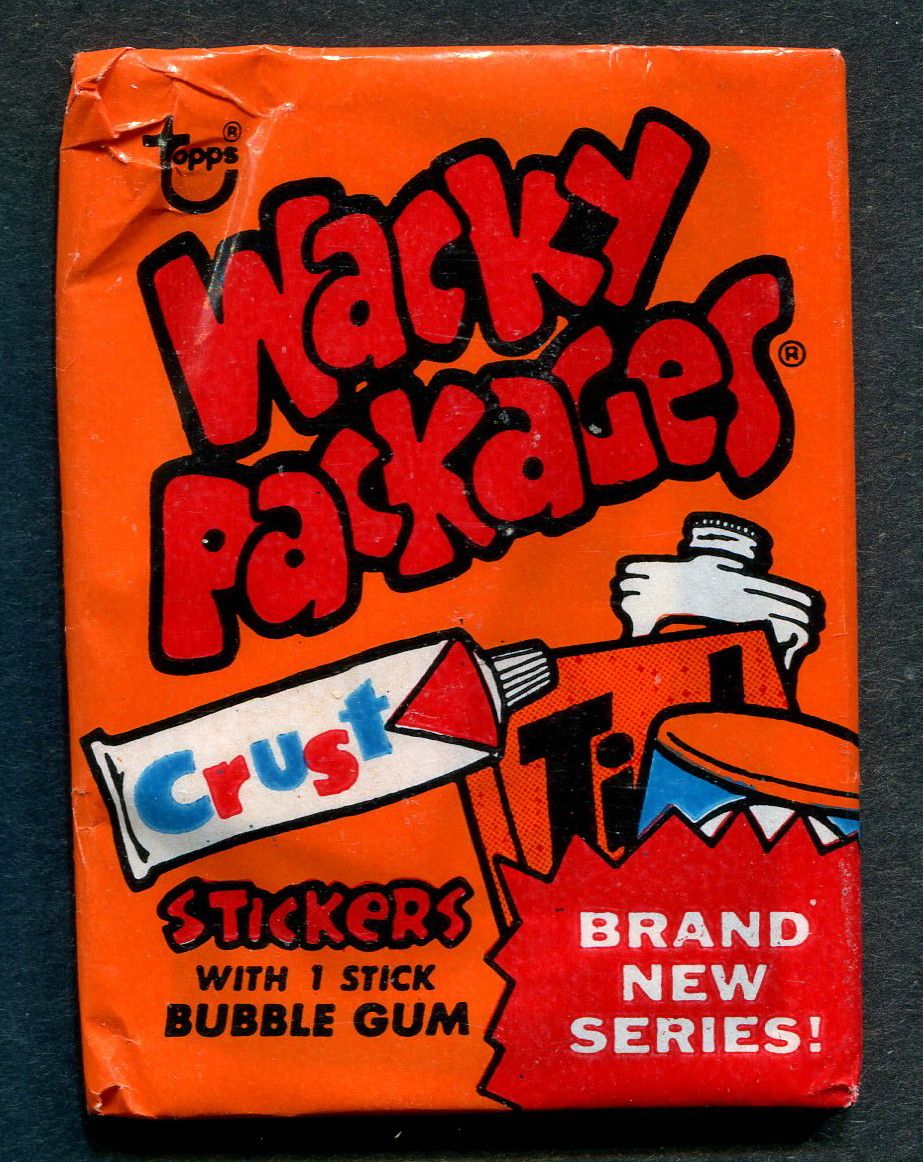 topps®
Wacky
Packages®
Crust
Ti
STICKERS
WITH 1 STICK
BUBBLE GUM
BRAND
NEW
SERIES!